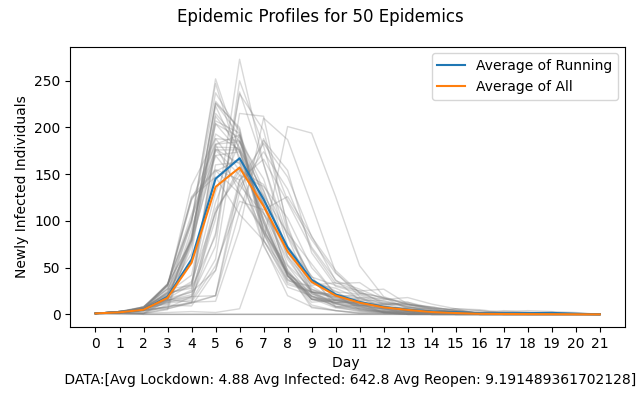 Epidemic Profiles for 50 Epidemics
Average of Running
Average of All
Newly Infected Individuals
250
200
150
100
50
0
0 1 2 3 4 5 6 7 8 9 10 11 12 13 14 15 16 17 18 19 20 21
Day
DATA:[Avg Lockdown: 4.88 Avg Infected: 642.8 Avg Reopen: 9.191489361702128]